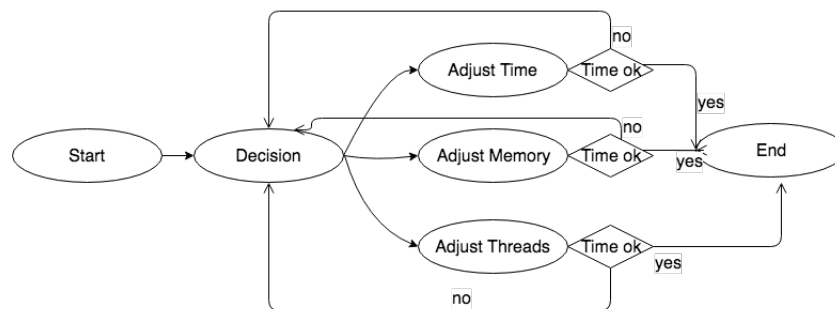 no
Adjust Time
Time ok
yes
no
Start
Decision
Adjust Memory
Time ok
yes
End
Adjust Threads
Time ok
yes
no